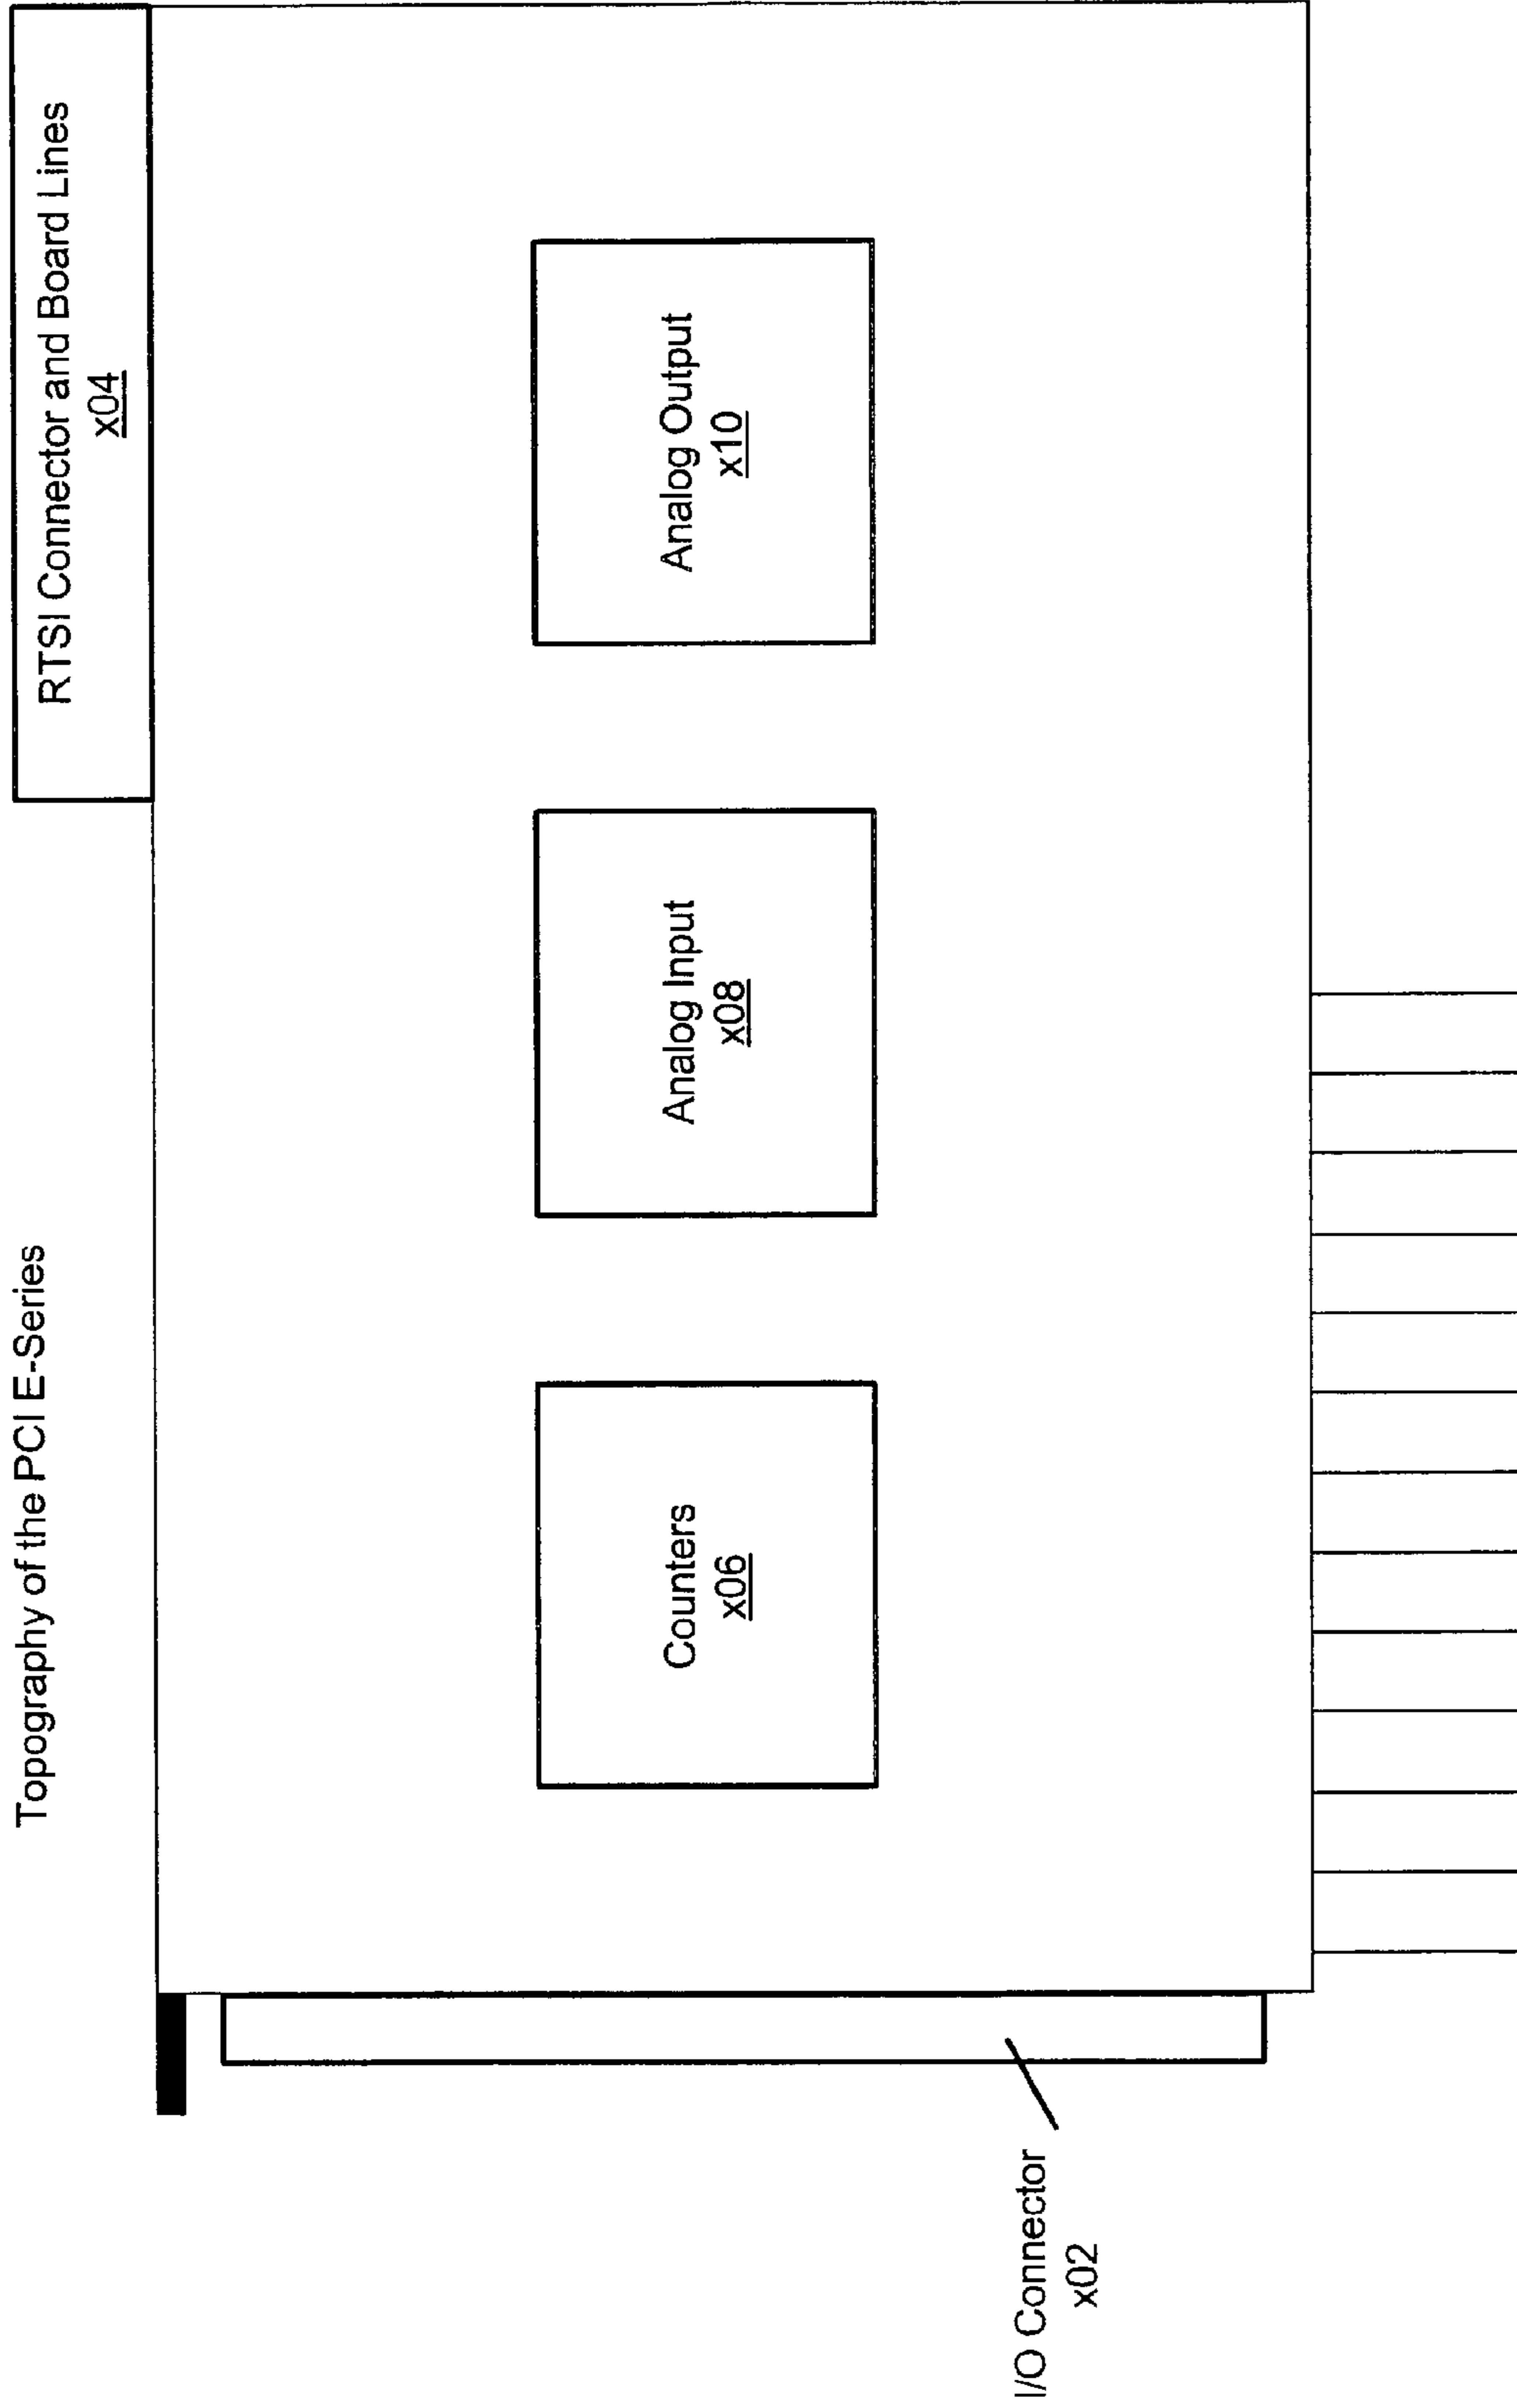 Topography of the PCI E-Series
RTSI Connector and Board Lines
x04
Counters
x06
Analog Input
x08
Analog Output
x10
I/O Connector
x02